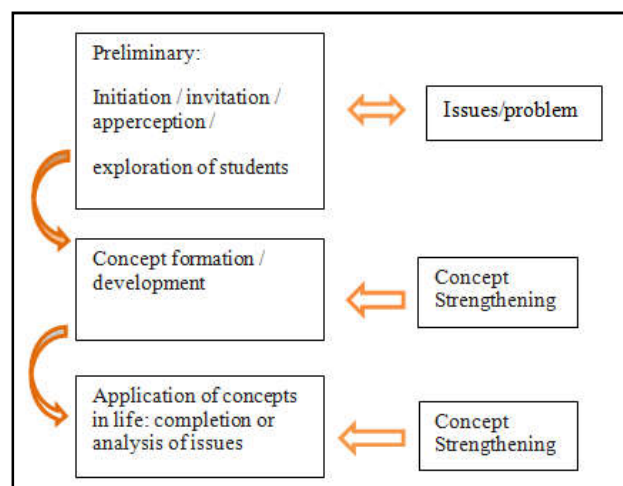 Preliminary:
Initiation / invitation /
apperception /
exploration of students
Issues/problem
Concept formation /
development
Concept
Strengthening
Application of concepts
in life: completion or
analysis of issues
Concept
Strengthening